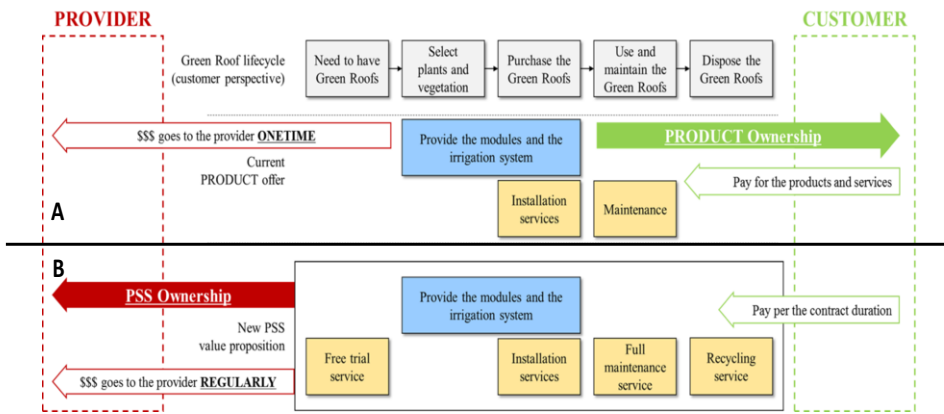 PROVIDER
CUSTOMER
Green Roof lifecycle
(customer perspective)
Need to have
Green Roofs
Select
plants and
vegetation
Purchase the
Green Roofs
Use and
maintain the
Green Roofs
Dispose the
Green Roofs
$$$ goes to the provider ONETIME
Provide the modules and the
irrigation system
PRODUCT Ownership
Current
PRODUCT offer
Pay for the products and services
Installation
services
Maintenance
A
B
PSS Ownership
Provide the modules and the
irrigation system
Pay per the contract duration
New PSS
value proposition
Free trial
service
Installation
services
Full
maintenance
service
Recycling
service
$$$ goes to the provider REGULARLY